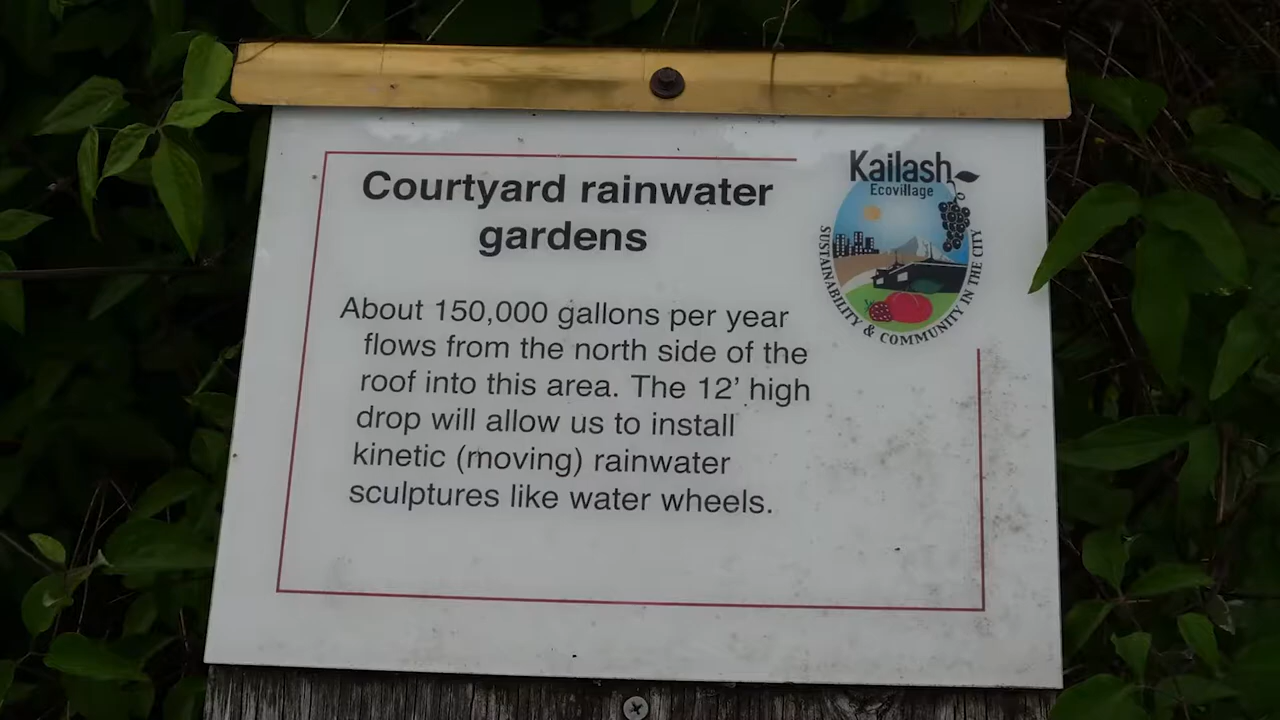 Courtyard rainwater
gardens
About 150,000 gallons per year
flows from the north side of the
roof into this area. The 12’ high
drop will allow us to install
kinetic (moving) rainwater
sculptures like water wheels.
Kailash
Ecovillage
SUSTAINABILITY & COMMUNITY IN THE CITY